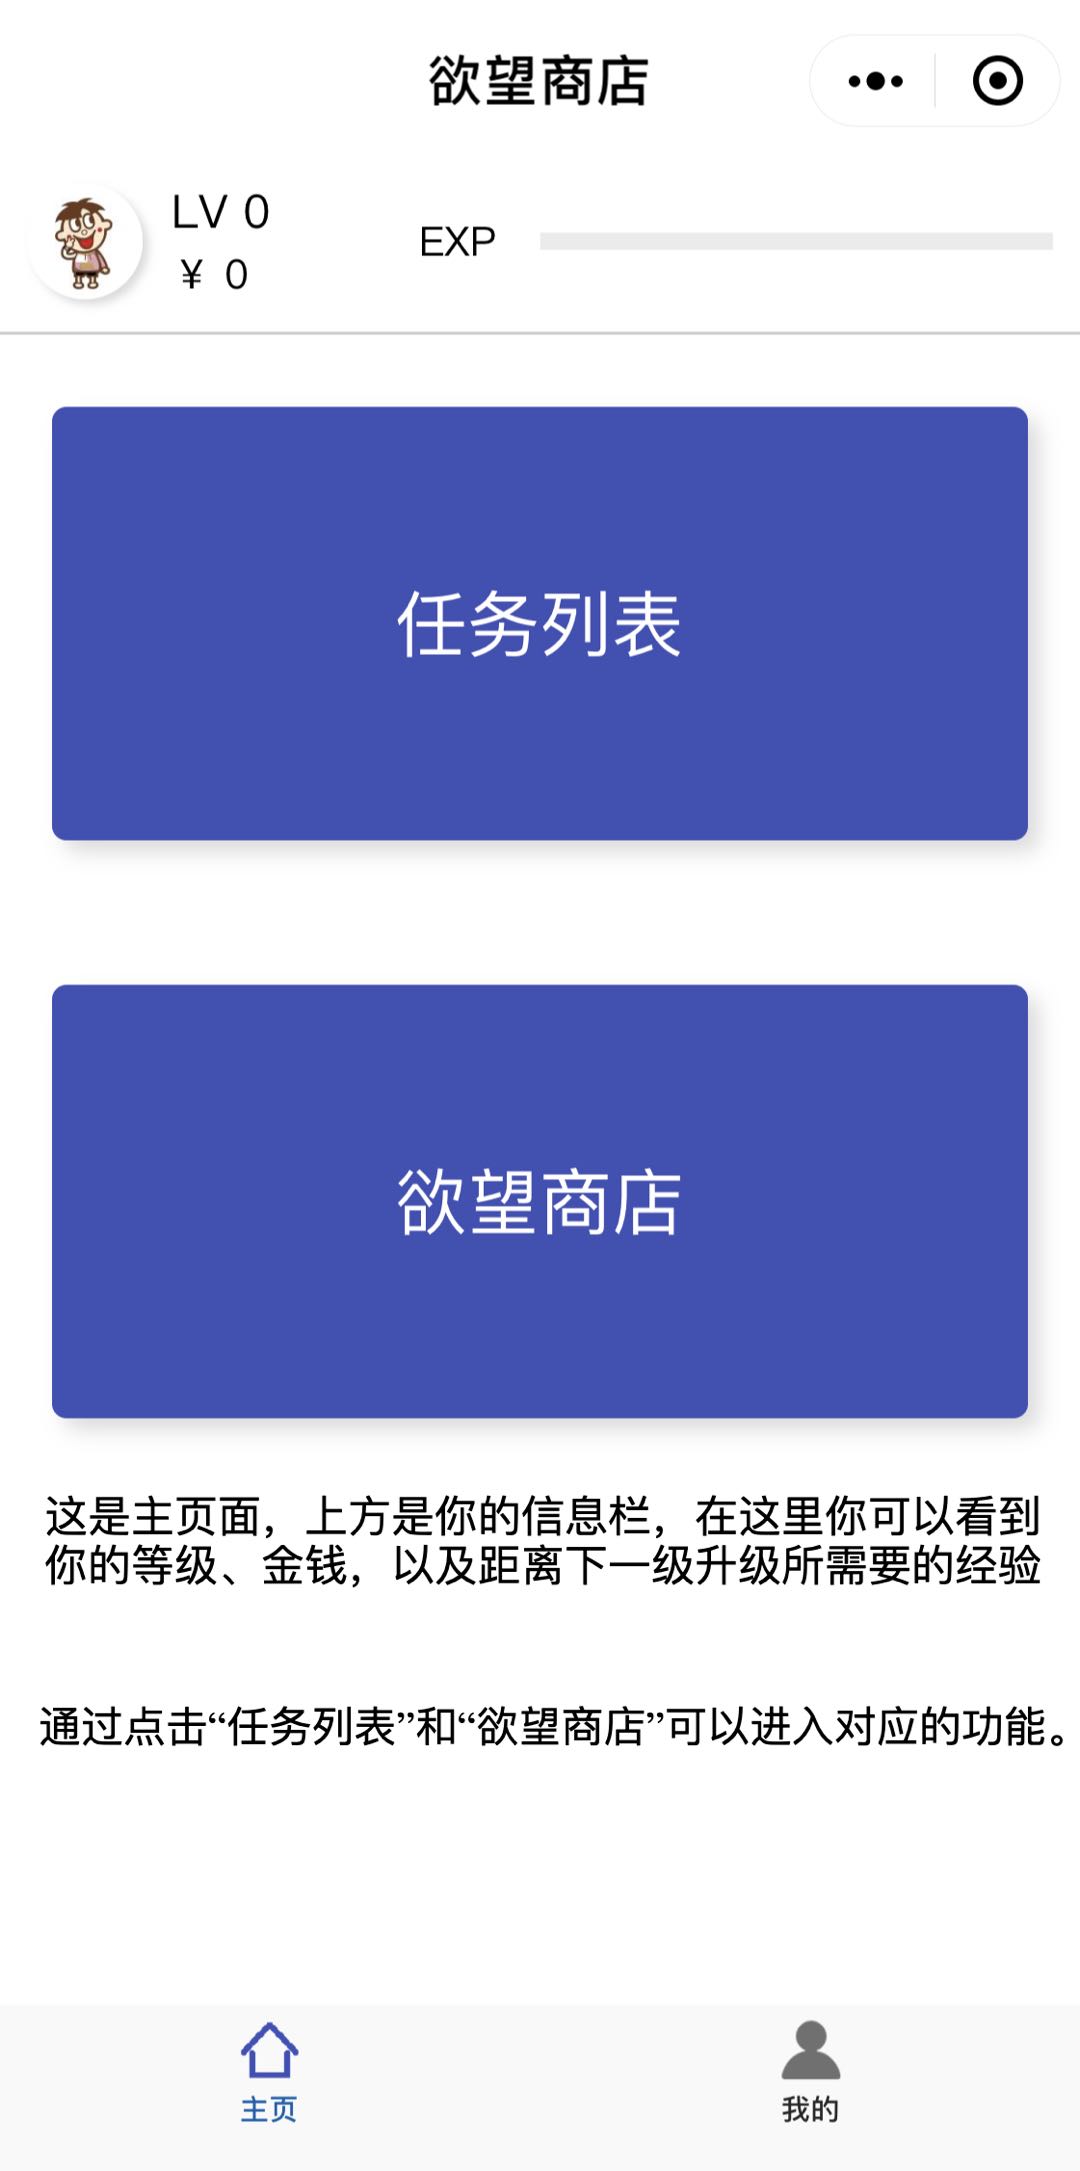 欲望商店
LV 0
¥ 0
EXP
任务列表
欲望商店
这是主页面，上方是你的信息栏，在这里你可以看到
你的等级、金钱，以及距离下一级升级所需要的经验
通过点击“任务列表”和“欲望商店”可以进入对应的功能。
主页
我的